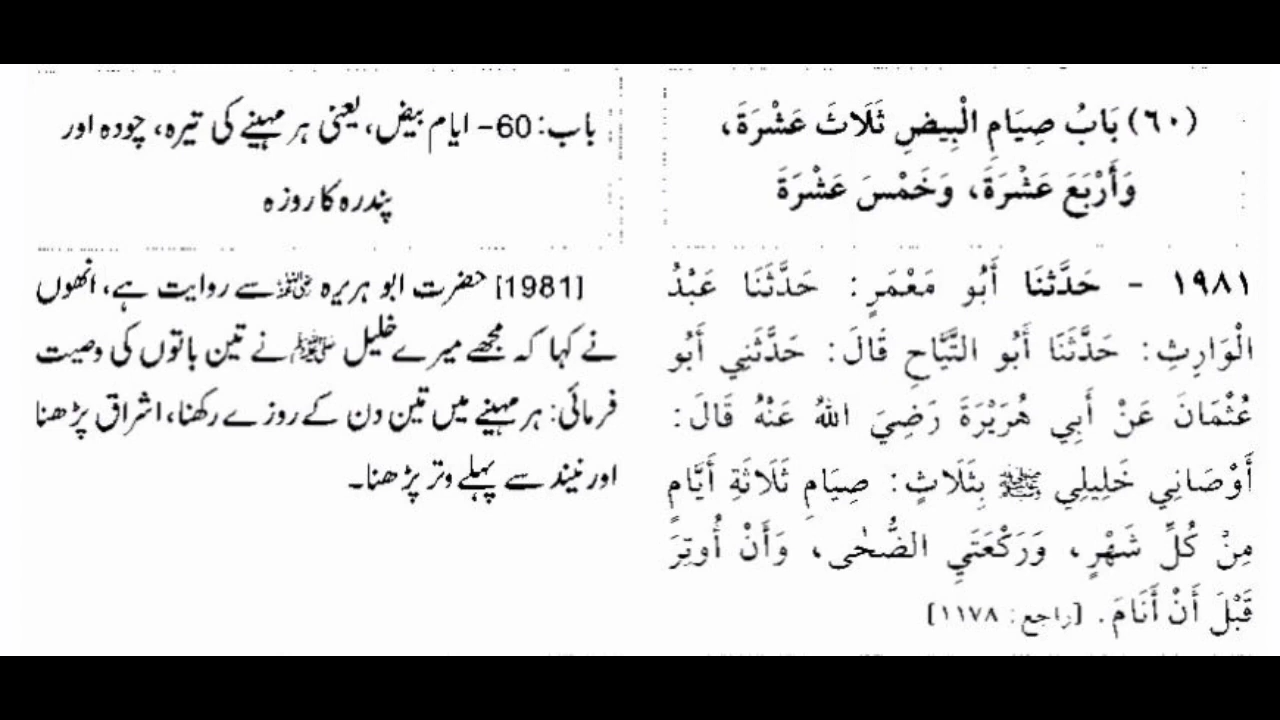 (٦٠) بَابُ صِيَامِ الْبِيضِ ثَلَاثَ عَشْرَةَ،
وَأَرْبَعَ عَشْرَةَ، وَخَمْسَ عَشْرَةَ
١٩٨١ - حَدَّثَنَا أَبُو مَعْمَرٍ: حَدَّثَنَا عَبْدُ
الْوَارِثِ: حَدَّثَنَا أَبُو التَّيَّاحِ قَالَ: حَدَّثَنِي أَبُو
عُثْمَانَ عَنْ أَبِي هُرَيْرَةَ رَضِيَ اللهُ عَنْهُ قَالَ:
أَوْصَانِي خَلِيلِي ﷺ بِثَلَاثٍ: صِيَامِ ثَلَاثَةِ أَيَّامٍ
مِنْ كُلِّ شَهْرٍ، وَرَكْعَتَيِ الضُّحٰى، وَأَنْ أُوتِرَ
قَبْلَ أَنْ أَنَامَ. [راجع: ١١٧٨]
باب: 60- ایام بیض، یعنی ہر مہینے کی تیرہ، چودہ اور
پندرہ کا روزہ
[1981] حضرت ابو ہریرہ ؓ سے روایت ہے، انھوں
نے کہا کہ مجھے میرے خلیل ﷺ نے تین باتوں کی وصیت
فرمائی: ہر مہینے میں تین دن کے روزے رکھنا، اشراق پڑھنا
اور نیند سے پہلے وتر پڑھنا۔